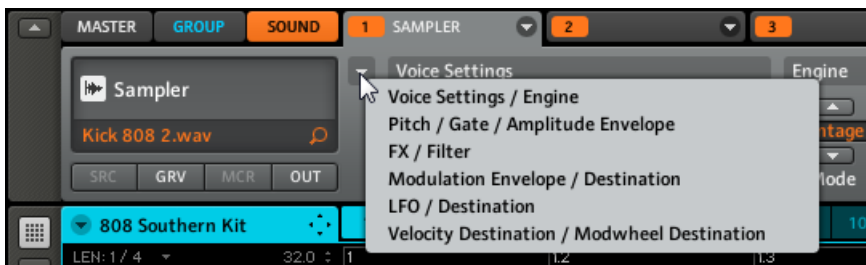 MASTER GROUP SOUND 1 SAMPLER 2 3
Voice Settings Engine
Sampler
Voice Settings / Engine
Pitch / Gate / Amplitude Envelope
Kick 808 2.wav
FX / Filter
SRC GRV MCR OUT
Modulation Envelope / Destination
LFO / Destination
808 Southern Kit
Velocity Destination / Modwheel Destination
LEN: 1 / 4 32.0 1 1.2 1.3